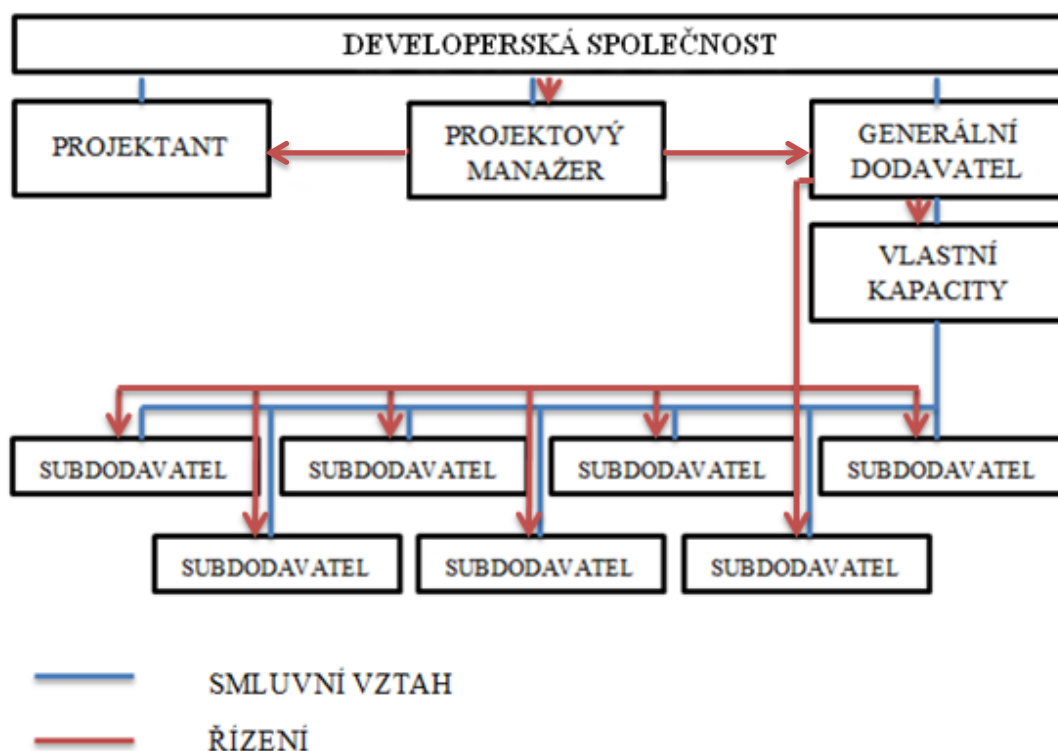 DEVELOPERSKÁ SPOLEČNOST
PROJEKTANT
PROJEKTOVÝ
MANAŽER
GENERÁLNÍ
DODAVATEL
VLASTNÍ
KAPACITY
SUBDODAVATEL
SUBDODAVATEL
SUBDODAVATEL
SUBDODAVATEL
SUBDODAVATEL
SUBDODAVATEL
SUBDODAVATEL
SMLUVNÍ VZTAH
ŘÍZENÍ